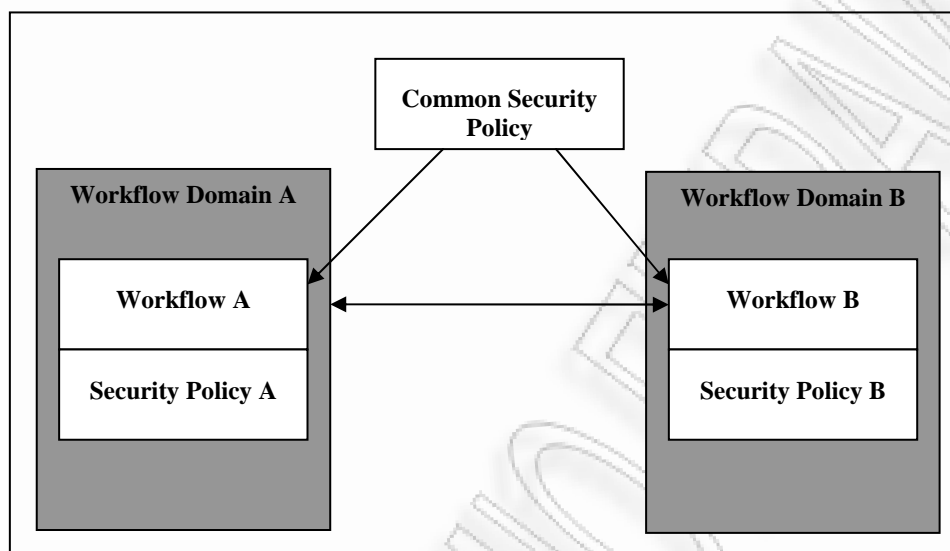 Common Security
Policy
Workflow Domain A
Workflow Domain B
Workflow A
Workflow B
Security Policy A
Security Policy B